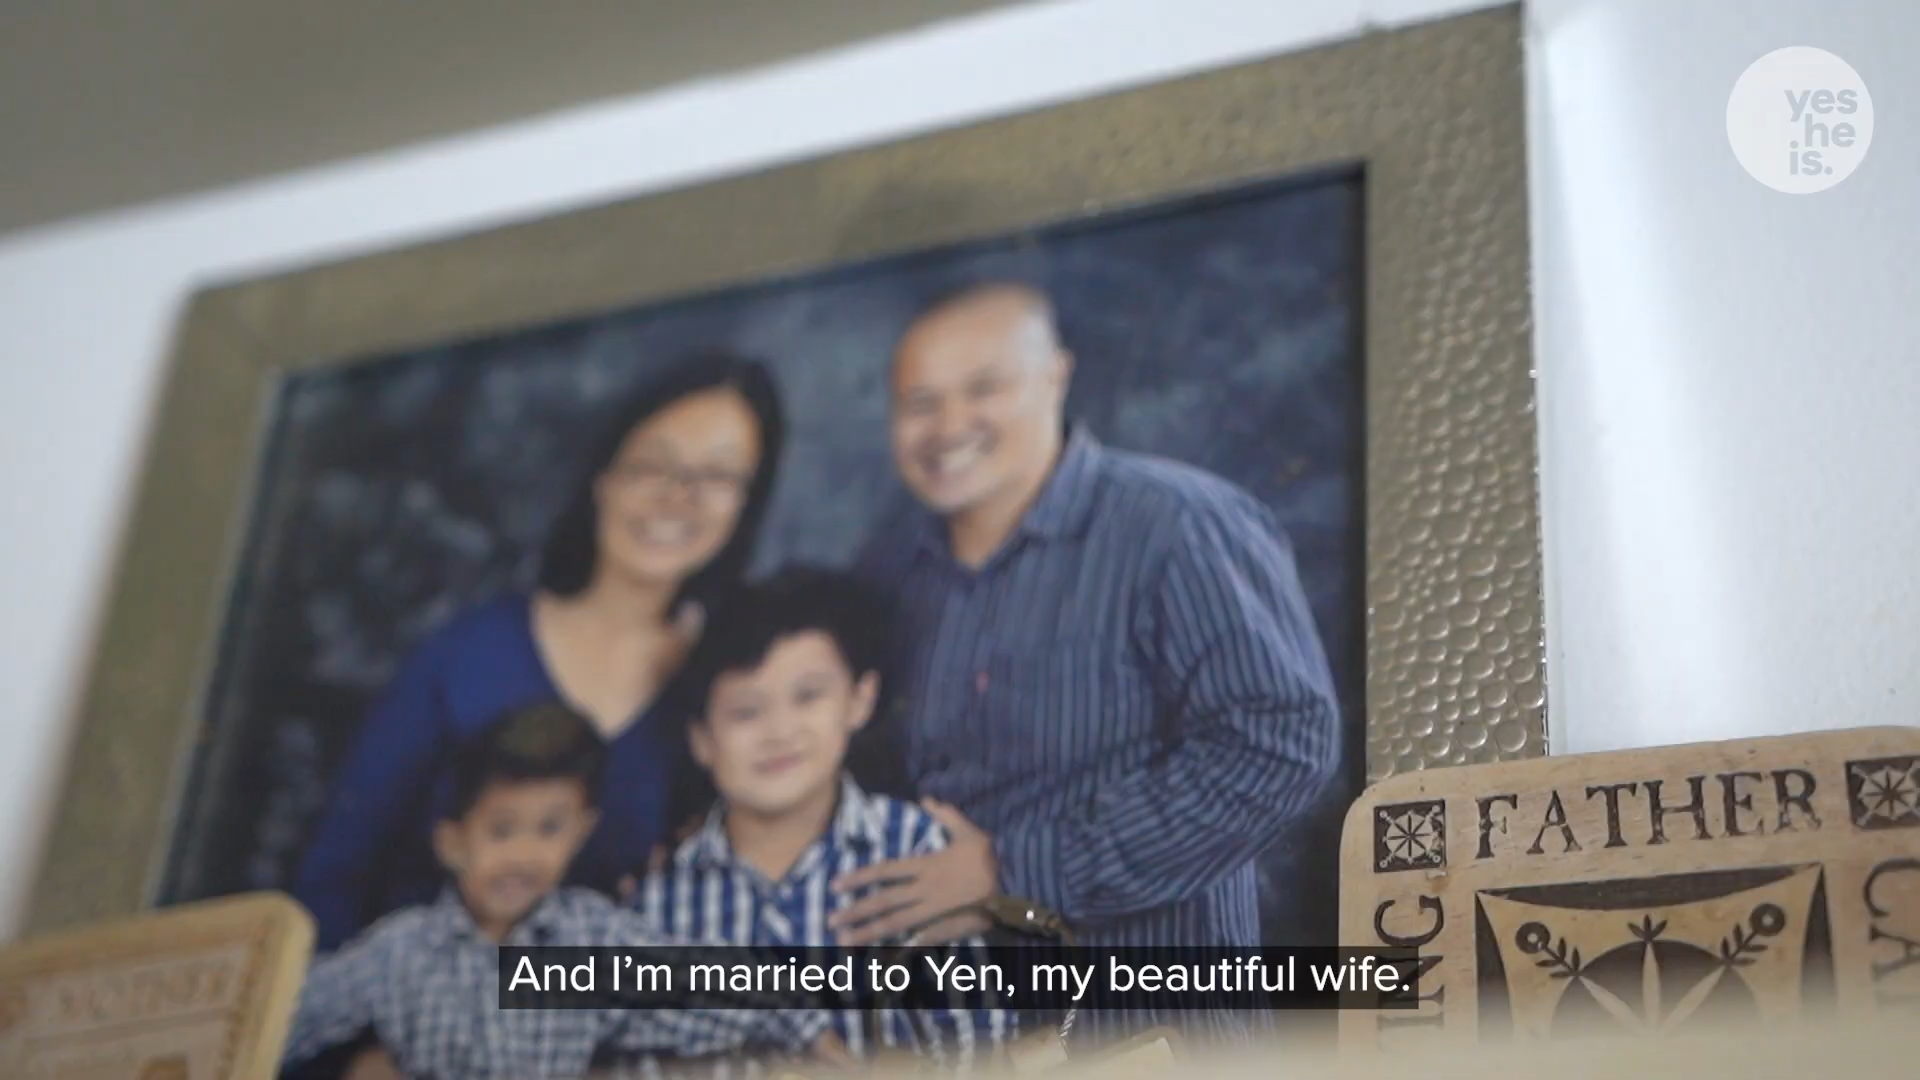 yes
he
is.
FATHER
And I'm married to Yen, my beautiful wife.